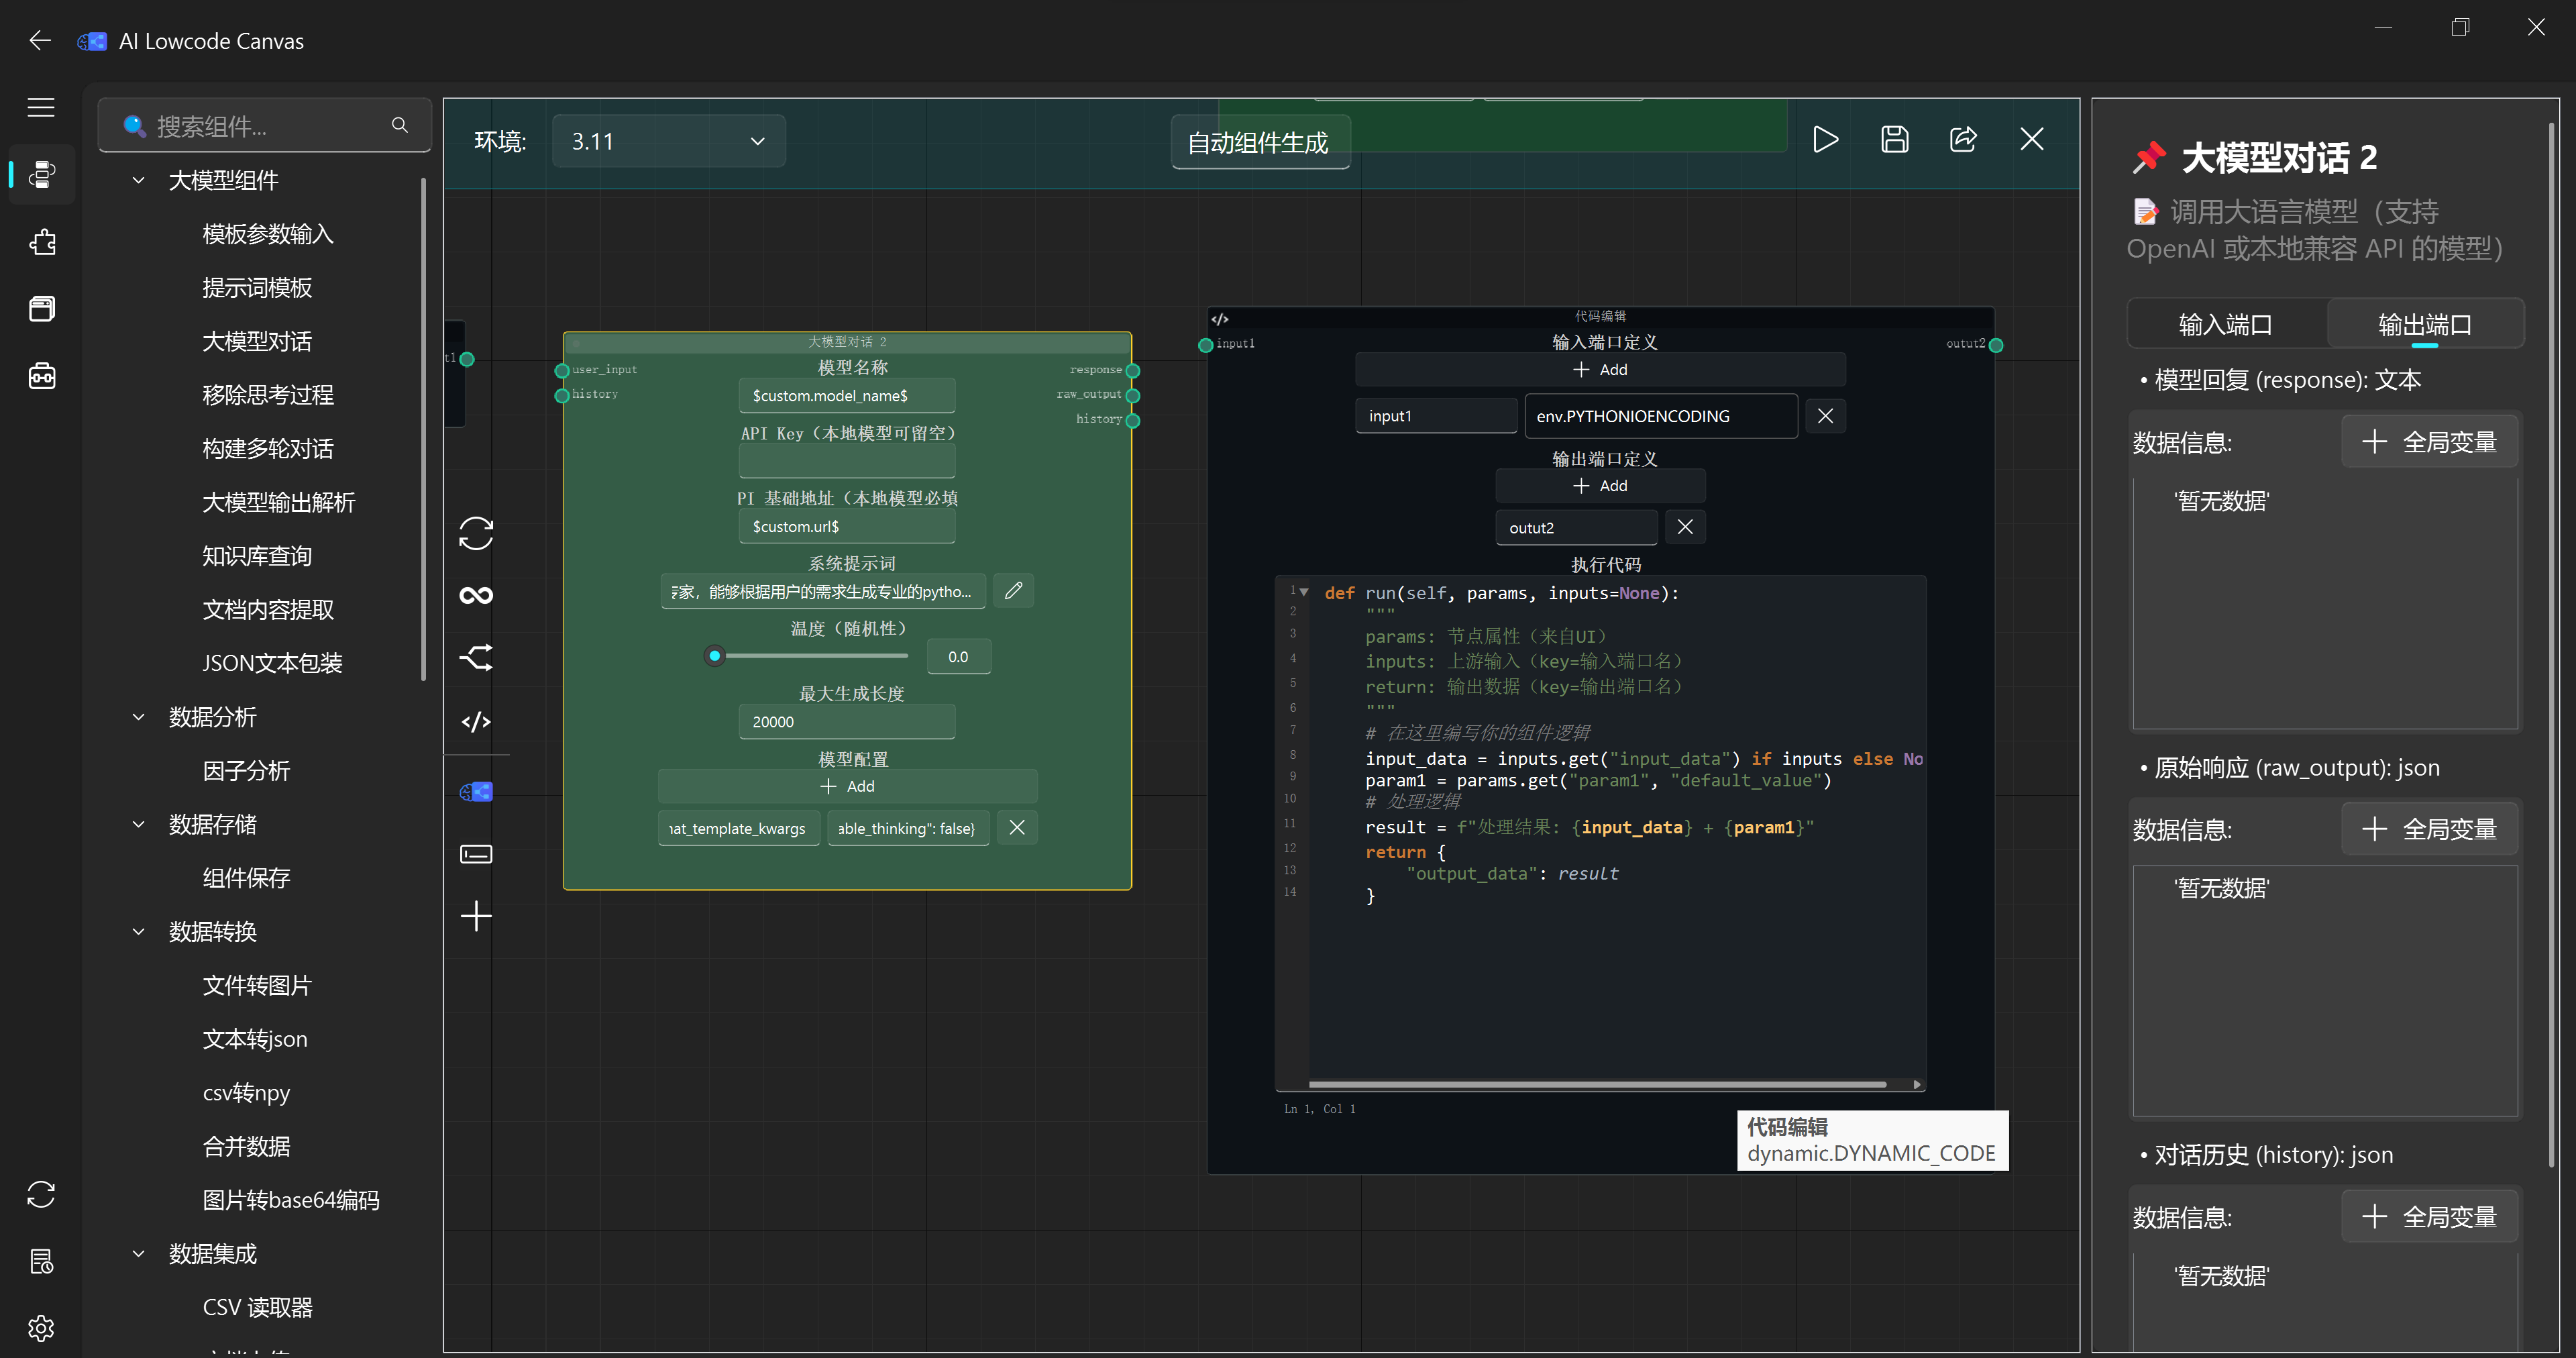 AI Lowcode Canvas
搜索组件...
大模型组件
模板参数输入
提示词模板
大模型对话
移除思考过程
构建多轮对话
大模型输出解析
知识库查询
文档内容提取
JSON文本包装
数据分析
因子分析
数据存储
组件保存
数据转换
文件转图片
文本转json
csv转npy
合并数据
图片转base64编码
数据集成
CSV 读取器
环境:
3.11
自动组件生成
t1
大模型对话 2
user_input
history
response
raw_output
history
模型名称
$custom.model_name$
API Key（本地模型可留空）
PI 基础地址（本地模型必填
$custom.url$
系统提示词
家，能够根据用户的需求生成专业的pytho...
温度（随机性）
0.0
最大生成长度
20000
模型配置
Add
at_template_kwargs
able_thinking": false}
代码编辑
input1
outut2
输入端口定义
Add
input1
env.PYTHONIOENCODING
输出端口定义
Add
outut2
执行代码
1 def run(self, params, inputs=None):
2 """
3 params: 节点属性（来自UI）
4 inputs: 上游输入（key=输入端口名）
5 return: 输出数据（key=输出端口名）
6 """
7 # 在这里编写你的组件逻辑
8 input_data = inputs.get("input_data") if inputs else No
9 param1 = params.get("param1", "default_value")
10 # 处理逻辑
11 result = f"处理结果: {input_data} + {param1}"
12 return {
13 "output_data": result
14 }
Ln 1, Col 1
代码编辑
dynamic.DYNAMIC_CODE
大模型对话 2
调用大语言模型（支持
OpenAI 或本地兼容 API 的模型）
输入端口
输出端口
• 模型回复 (response): 文本
数据信息:
全局变量
'暂无数据'
• 原始响应 (raw_output): json
数据信息:
全局变量
'暂无数据'
• 对话历史 (history): json
数据信息:
全局变量
'暂无数据'